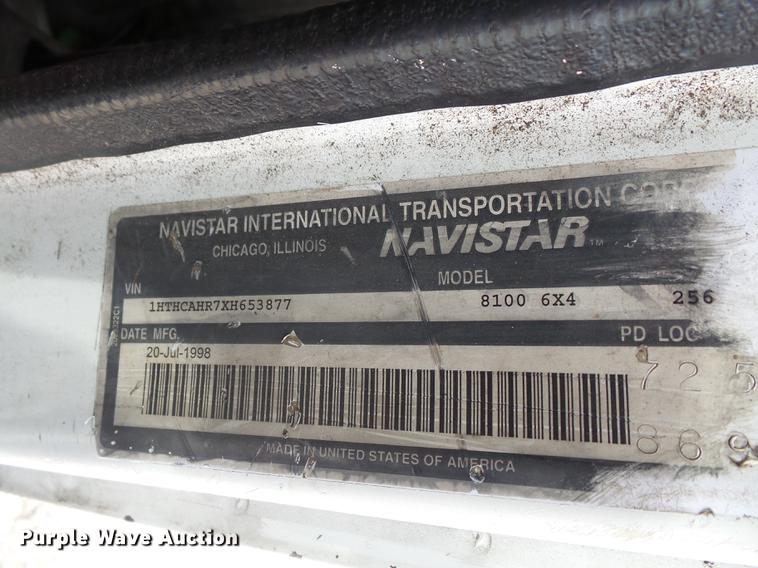 NAVISTAR INTERNATIONAL TRANSPORTATION CORP
CHICAGO, ILLINOIS NAVISTAR TM
VIN MODEL
1HTHCAHR7XH653877 8100 6X4 256
DATE MFG. PD LOC
20-Jul-1998 725
869
MADE IN UNITED STATES OF AMERICA
Purple Wave Auction